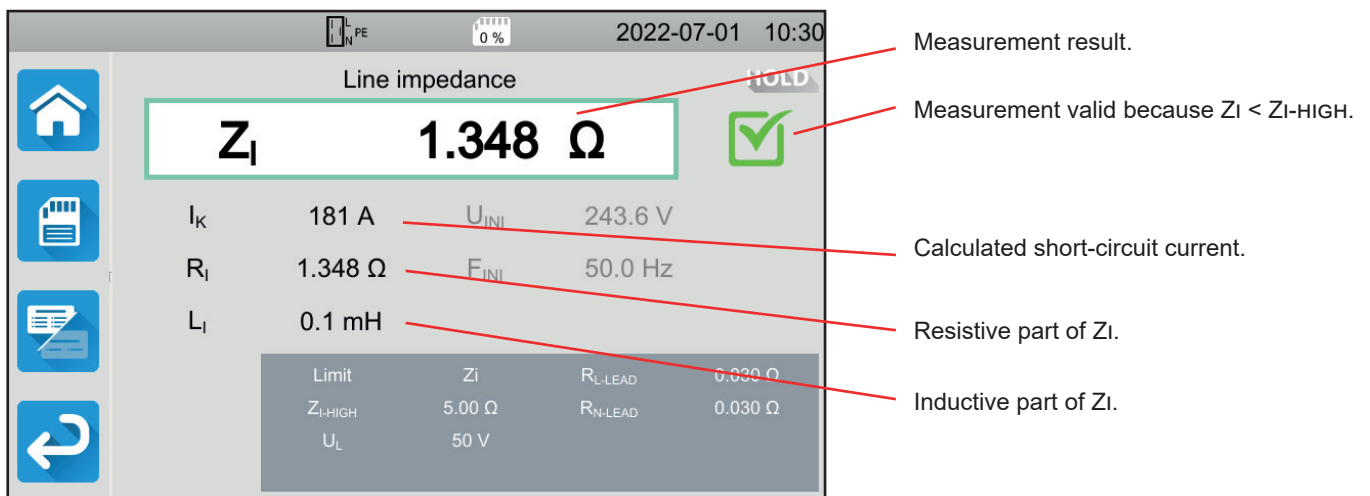 L
N PE
0 %
2022-07-01 10:30
Line impedance
HOLD
ZI 1.348 Ω
IK 181 A UINI 243.6 V
RI 1.348 Ω FINI 50.0 Hz
LI 0.1 mH
Limit Zi RL-LEAD 0.030 Ω
ZI-HIGH 5.00 Ω RN-LEAD 0.030 Ω
UL 50 V
Measurement result.
Measurement valid because ZI < ZI-HIGH.
Calculated short-circuit current.
Resistive part of ZI.
Inductive part of ZI.